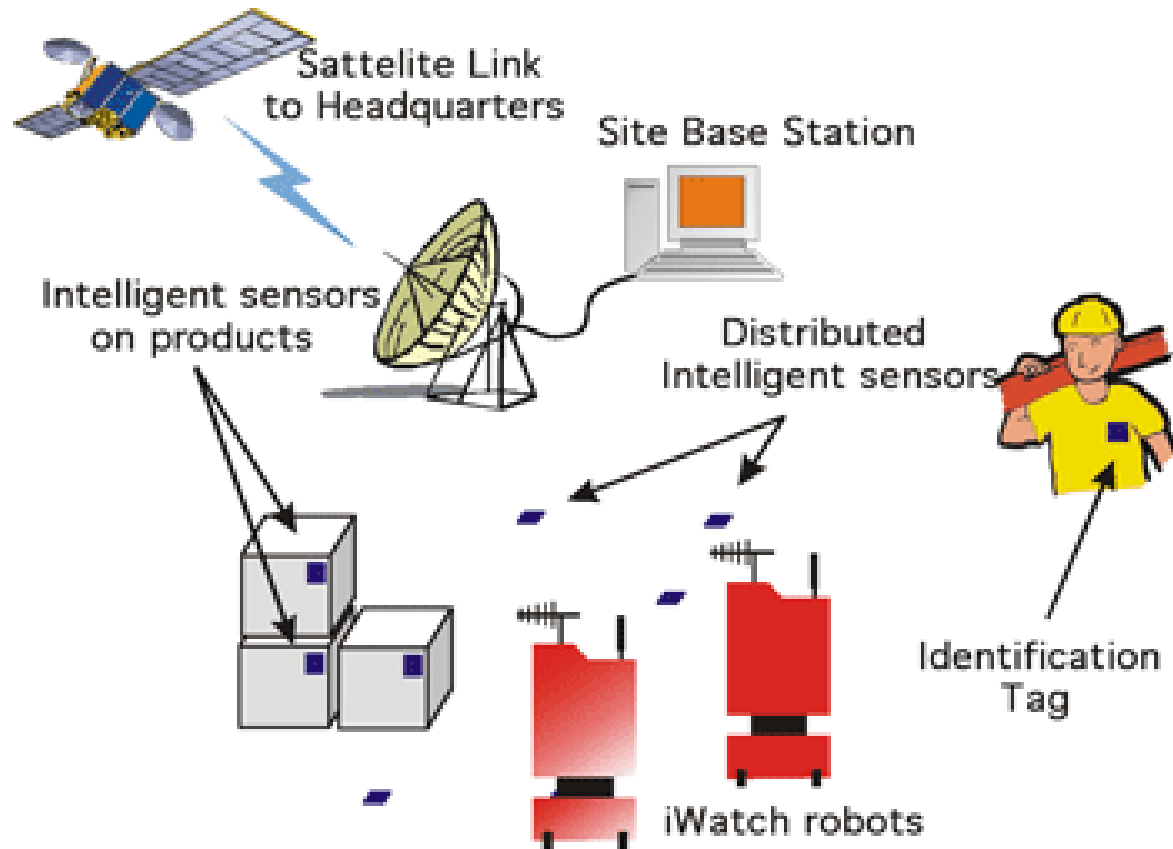 Sattelite Link
to Headquarters
Site Base Station
Intelligent sensors
on products
Distributed
Intelligent sensors
Identification
Tag
iWatch robots